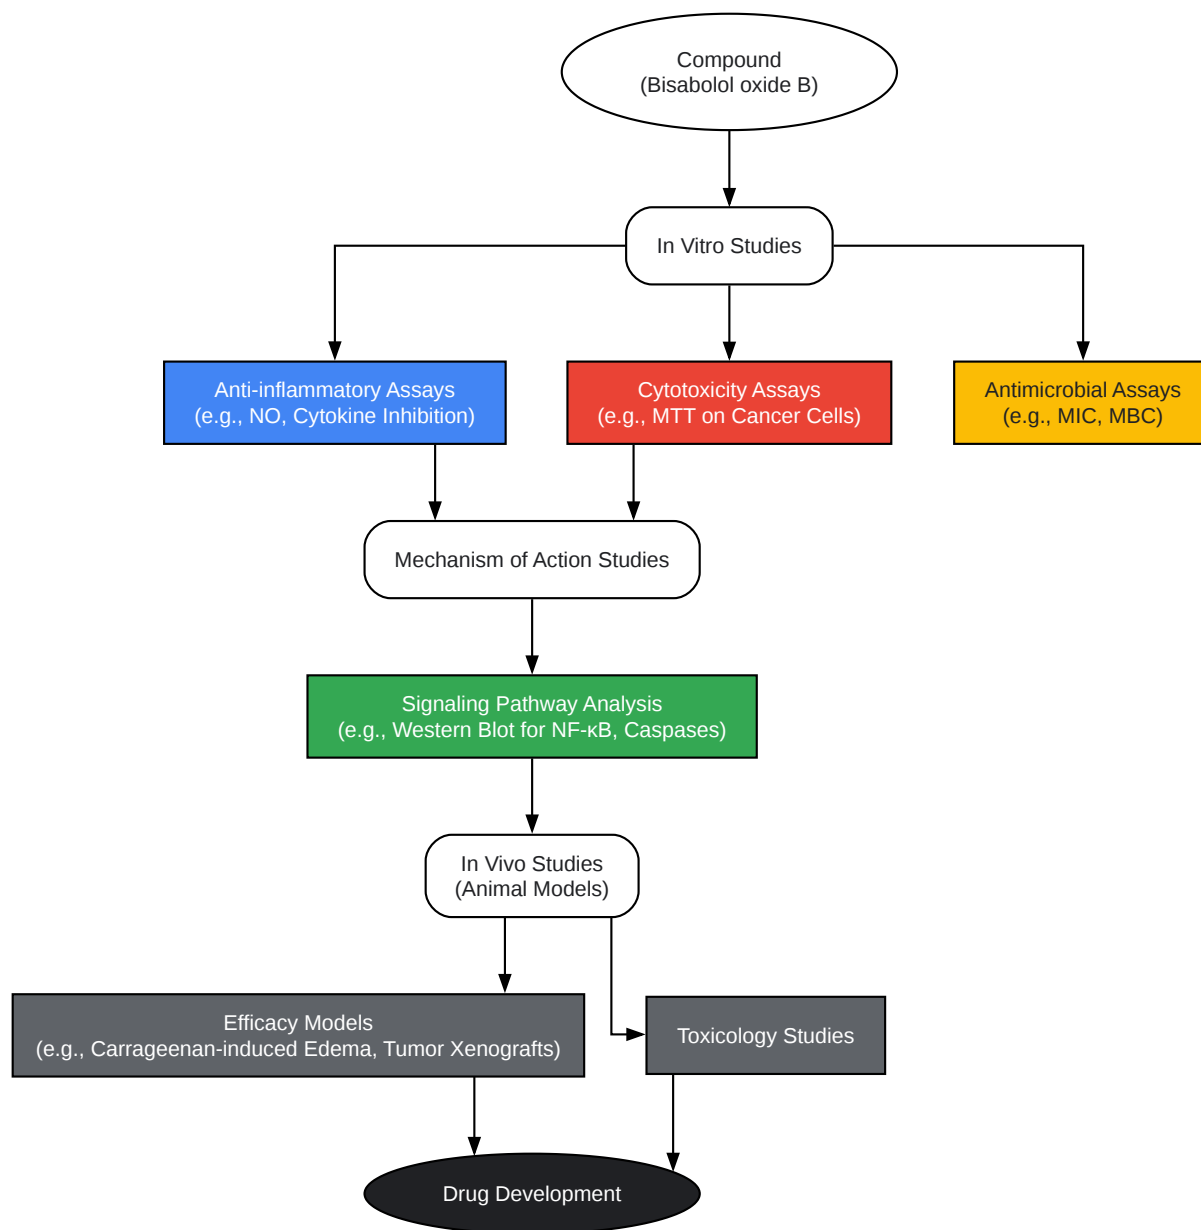 Compound
(Bisabolol oxide B)
In Vitro Studies
Anti-inflammatory Assays
(e.g., NO, Cytokine Inhibition)
Cytotoxicity Assays
(e.g., MTT on Cancer Cells)
Antimicrobial Assays
(e.g., MIC, MBC)
Mechanism of Action Studies
Signaling Pathway Analysis
(e.g., Western Blot for NF-κB, Caspases)
In Vivo Studies
(Animal Models)
Efficacy Models
(e.g., Carrageenan-induced Edema, Tumor Xenografts)
Toxicology Studies
Drug Development